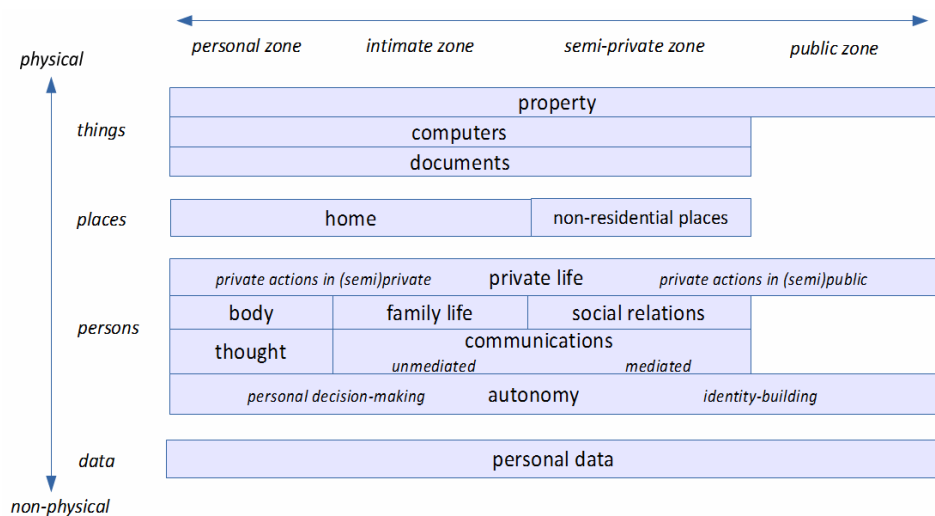 personal zone intimate zone semi-private zone public zone
physical
property
things
computers
documents
places
home
non-residential places
private actions in (semi)private private life private actions in (semi)public
body family life social relations
persons
thought
communications
unmediated mediated
personal decision-making autonomy identity-building
data
personal data
non-physical